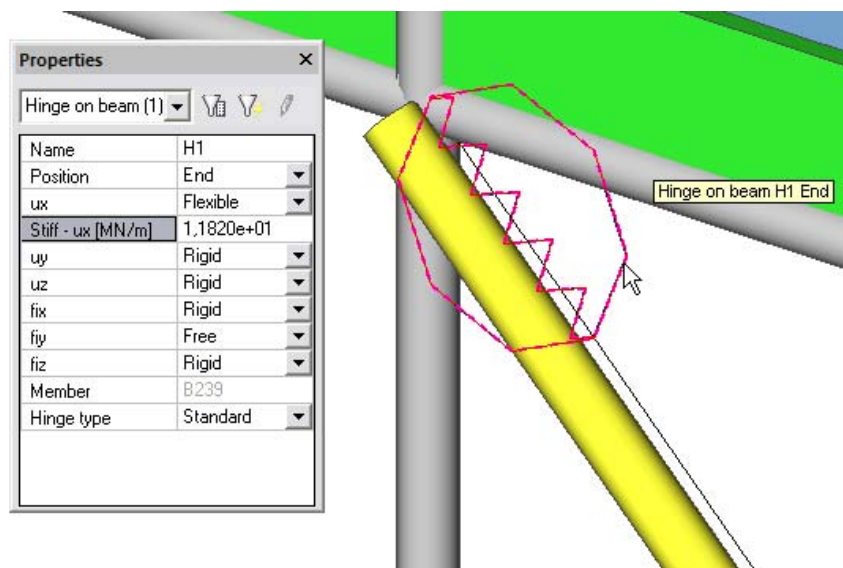 Properties
Hinge on beam (1)
Name H1
Position End
ux Flexible
Stiff - ux [MN/m] 1,1820e+01
uy Rigid
uz Rigid
fix Rigid
fiy Free
fiz Rigid
Member B239
Hinge type Standard
Hinge on beam H1 End